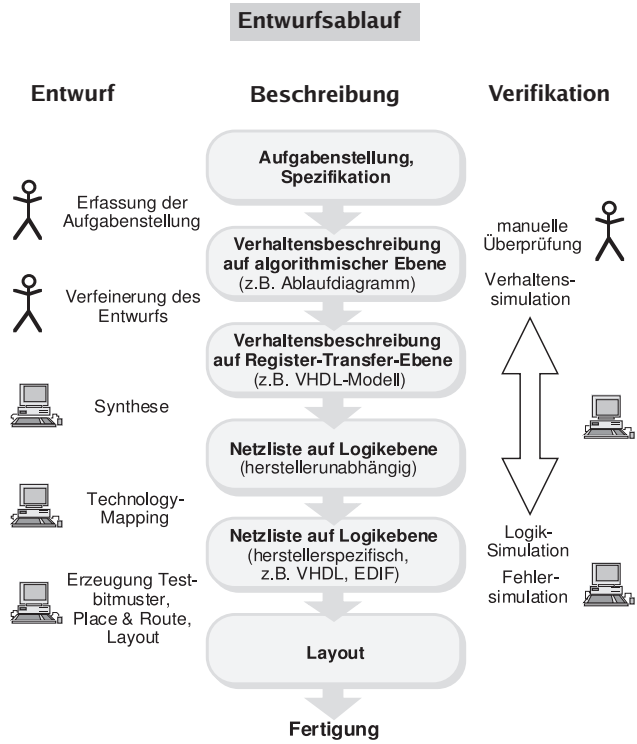 Entwurfsablauf
Entwurf
Beschreibung
Verifikation
Aufgabenstellung,
Spezifikation
Erfassung der
Aufgabenstellung
manuelle
Überprüfung
Verhaltensbeschreibung
auf algorithmischer Ebene
(z.B. Ablaufdiagramm)
Verhaltens-
simulation
Verfeinerung des
Entwurfs
Verhaltensbeschreibung
auf Register-Transfer-Ebene
(z.B. VHDL-Modell)
Synthese
Netzliste auf Logikebene
(herstellerunabhängig)
Technology-
Mapping
Netzliste auf Logikebene
(herstellerspezifisch,
z.B. VHDL, EDIF)
Logik-
Simulation
Fehler-
simulation
Erzeugung Test-
bitmuster,
Place & Route,
Layout
Layout
Fertigung